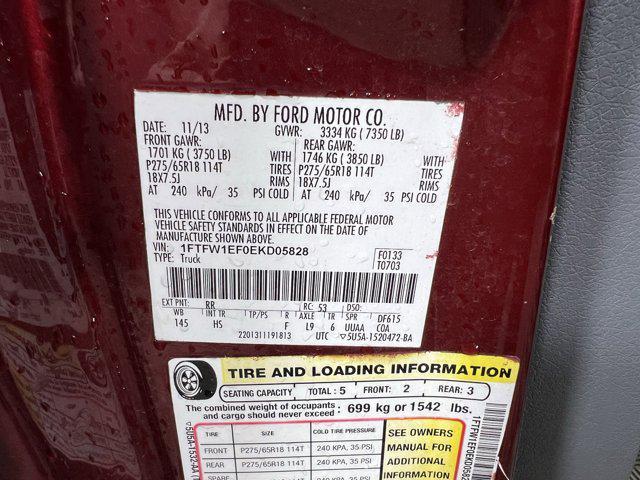 MFD. BY FORD MOTOR CO.
DATE: 11/13 GVWR: 3334 KG ( 7350 LB)
FRONT GAWR: REAR GAWR:
1701 KG ( 3750 LB) WITH 1746 KG ( 3850 LB) WITH
P275/65R18 114T TIRES P275/65R18 114T TIRES
18X7.5J RIMS 18X7.5J RIMS
AT 240 kPa/ 35 PSI COLD AT 240 kPa/ 35 PSI COLD
THIS VEHICLE CONFORMS TO ALL APPLICABLE FEDERAL MOTOR
VEHICLE SAFETY STANDARDS IN EFFECT ON THE DATE OF
MANUFACTURE SHOWN ABOVE.
VIN: 1FTFW1EF0EKD05828 F0133
TYPE: Truck T0703
EXT PNT: RR RC: 53 DSO:
WB INT TR TP/PS R AXLE TR SPR DF615
145 HS F L9 6 UUAA COA
2201311191813 UTC ▽5U5A-1520472-BA
TIRE AND LOADING INFORMATION
SEATING CAPACITY TOTAL: 5 FRONT: 2 REAR: 3
The combined weight of occupants
and cargo should never exceed: 699 kg or 1542 lbs.
TIRE SIZE COLD TIRE PRESSURE
FRONT P275/65R18 114T 240 KPA, 35 PSI
REAR P275/65R18 114T 240 KPA, 35 PSI
SPARE
SEE OWNERS
MANUAL FOR
ADDITIONAL
INFORMATION
1FTFW1EF0EKD0582